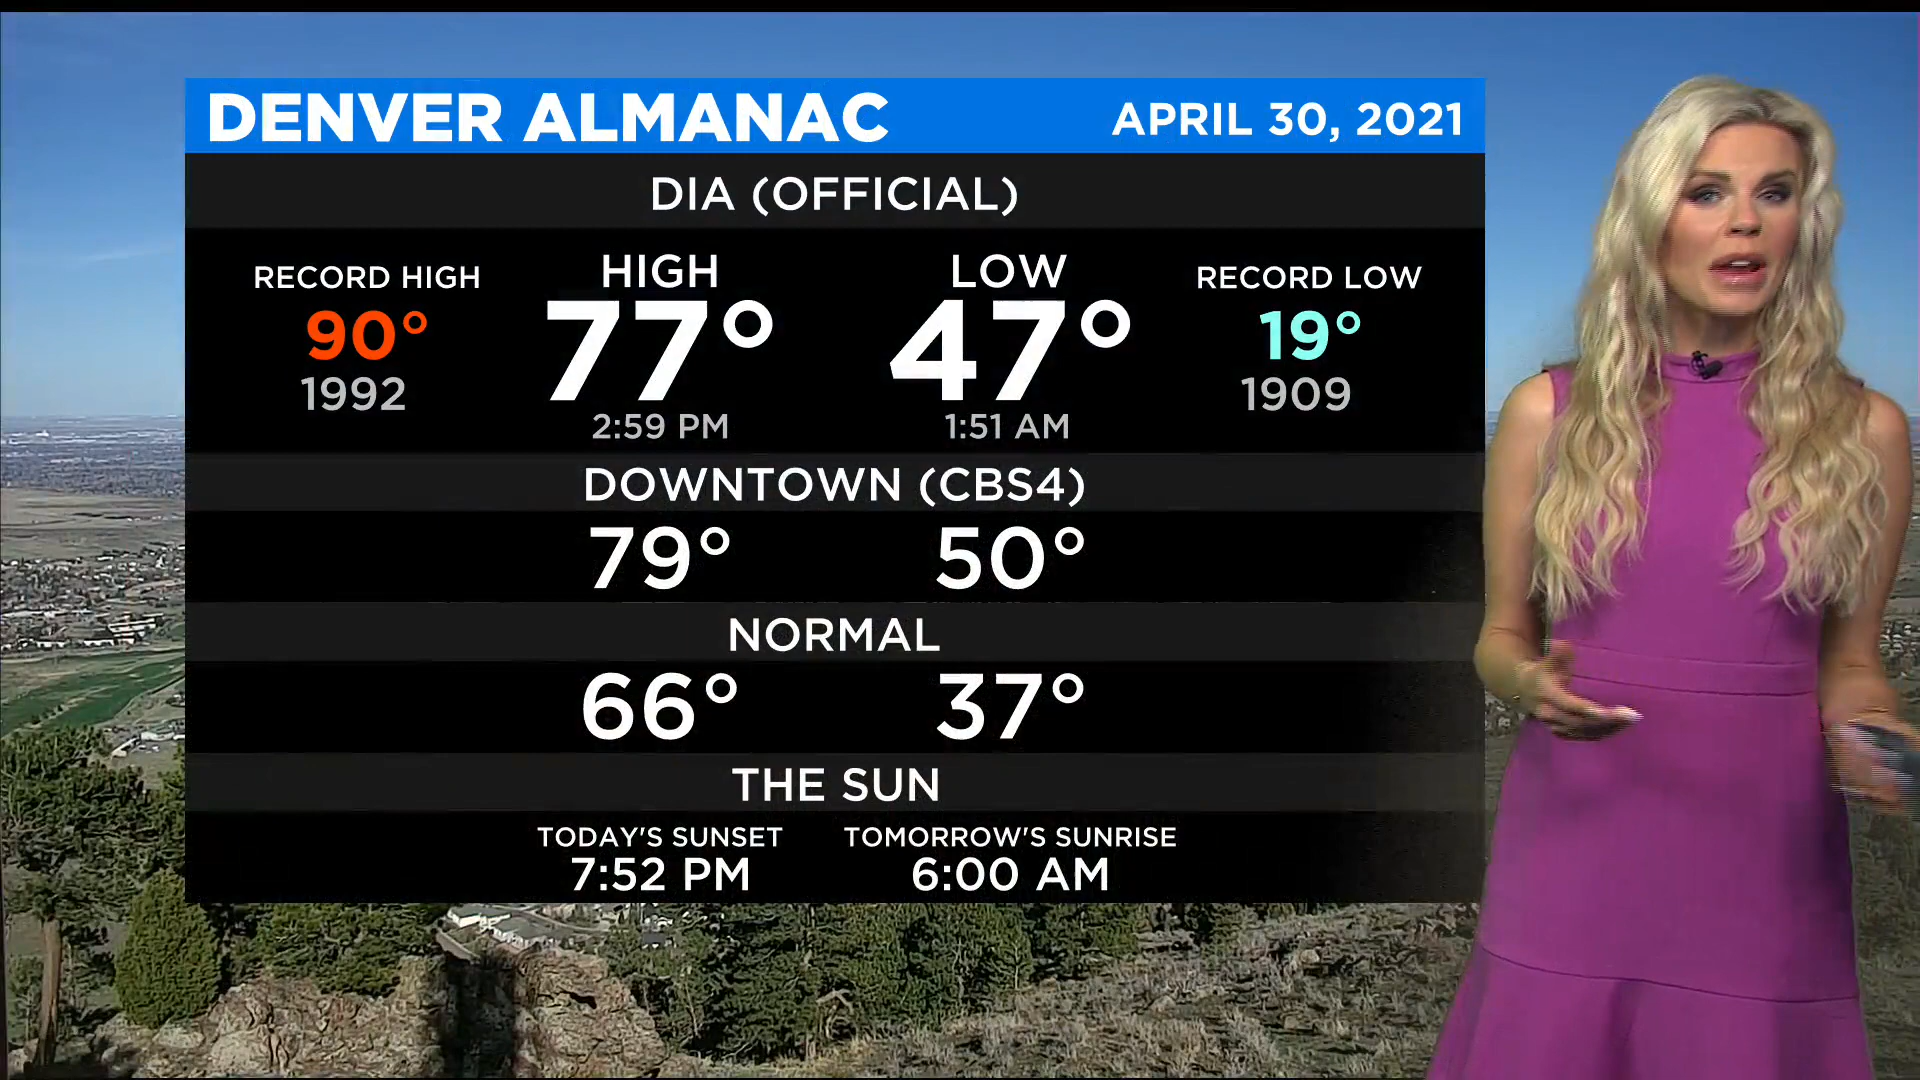 DENVER ALMANAC
APRIL 30, 2021
DIA (OFFICIAL)
RECORD HIGH
90°
1992
HIGH
77°
2:59 PM
LOW
47°
1:51 AM
RECORD LOW
19°
1909
DOWNTOWN (CBS4)
79° 50°
NORMAL
66° 37°
THE SUN
TODAY'S SUNSET
7:52 PM
TOMORROW'S SUNRISE
6:00 AM